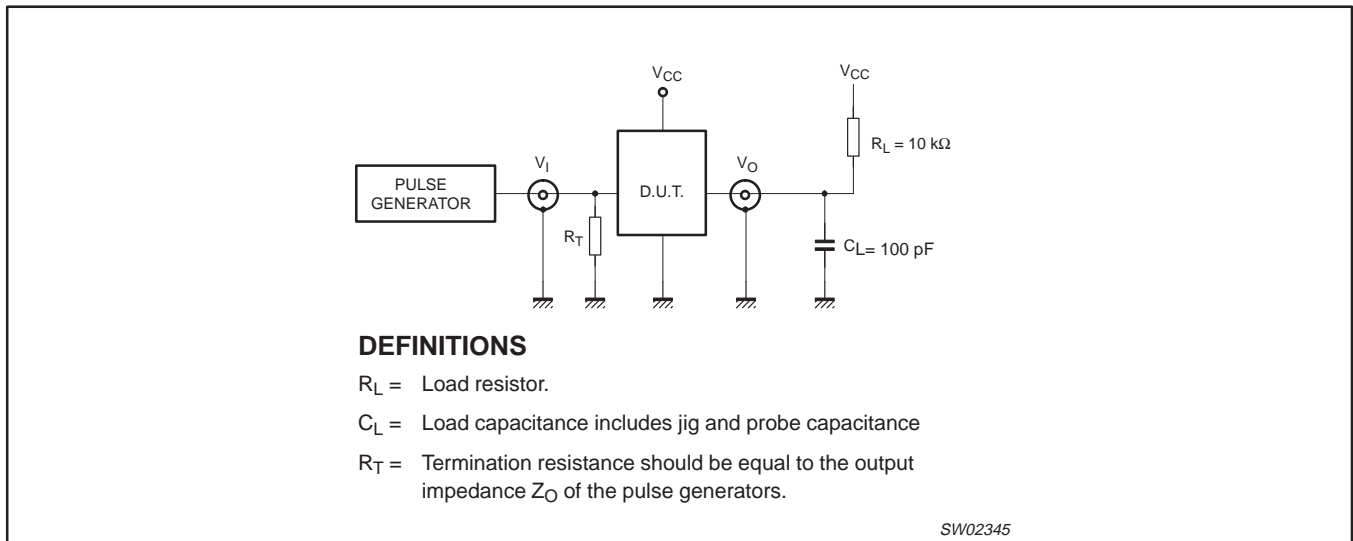 VCC
VCC
RL = 10 kΩ
VI
VO
PULSE
GENERATOR
D.U.T.
RT
CL= 100 pF
DEFINITIONS
RL = Load resistor.
CL = Load capacitance includes jig and probe capacitance
RT = Termination resistance should be equal to the output
impedance ZO of the pulse generators.
SW02345